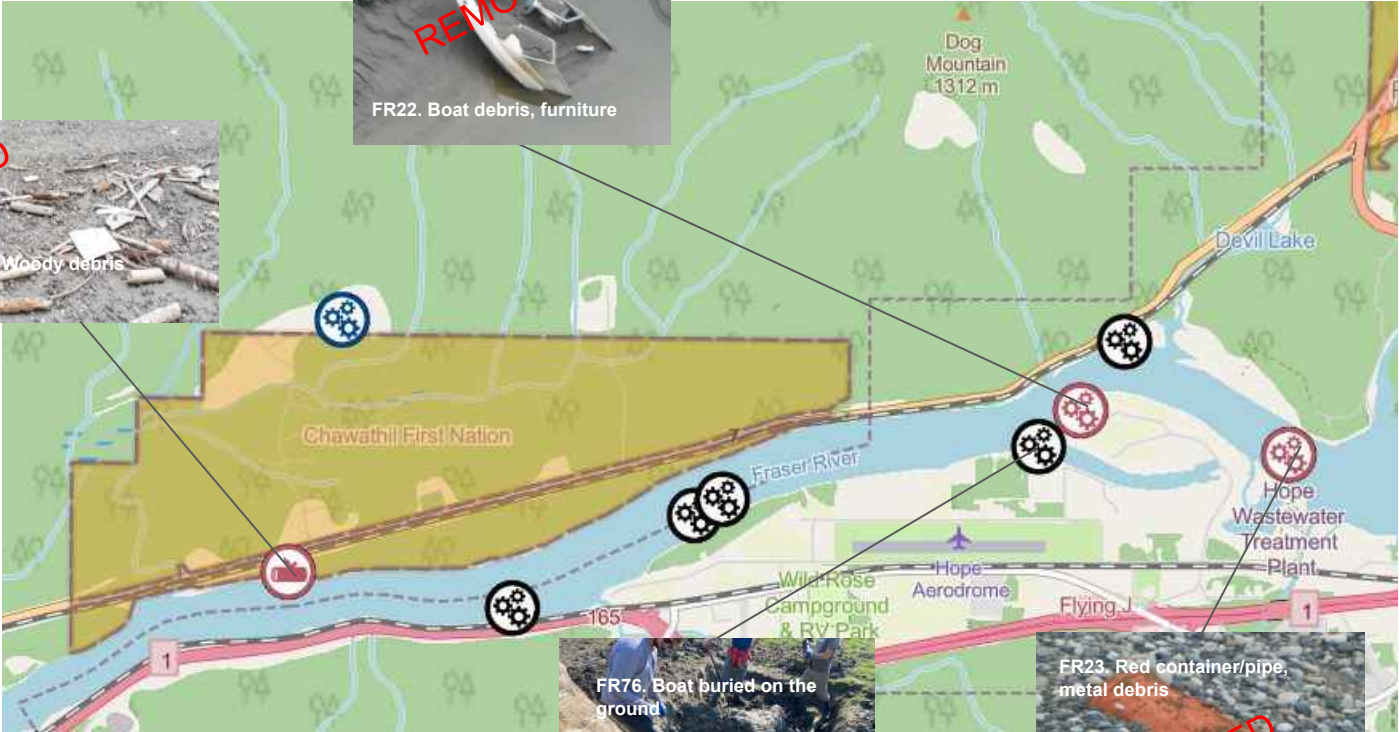 Dog
Mountain
1312 m
FR22. Boat debris, furniture
Woody debris
Devil Lake
Chawathil First Nation
7
Fraser River
Hope
Wastewater
Treatment
Plant
Hope
Aerodrome
Wild Rose
Campground
& RV Park
Flying J
165
1
1
FR76. Boat buried on the
ground
FR23. Red container/pipe,
metal debris